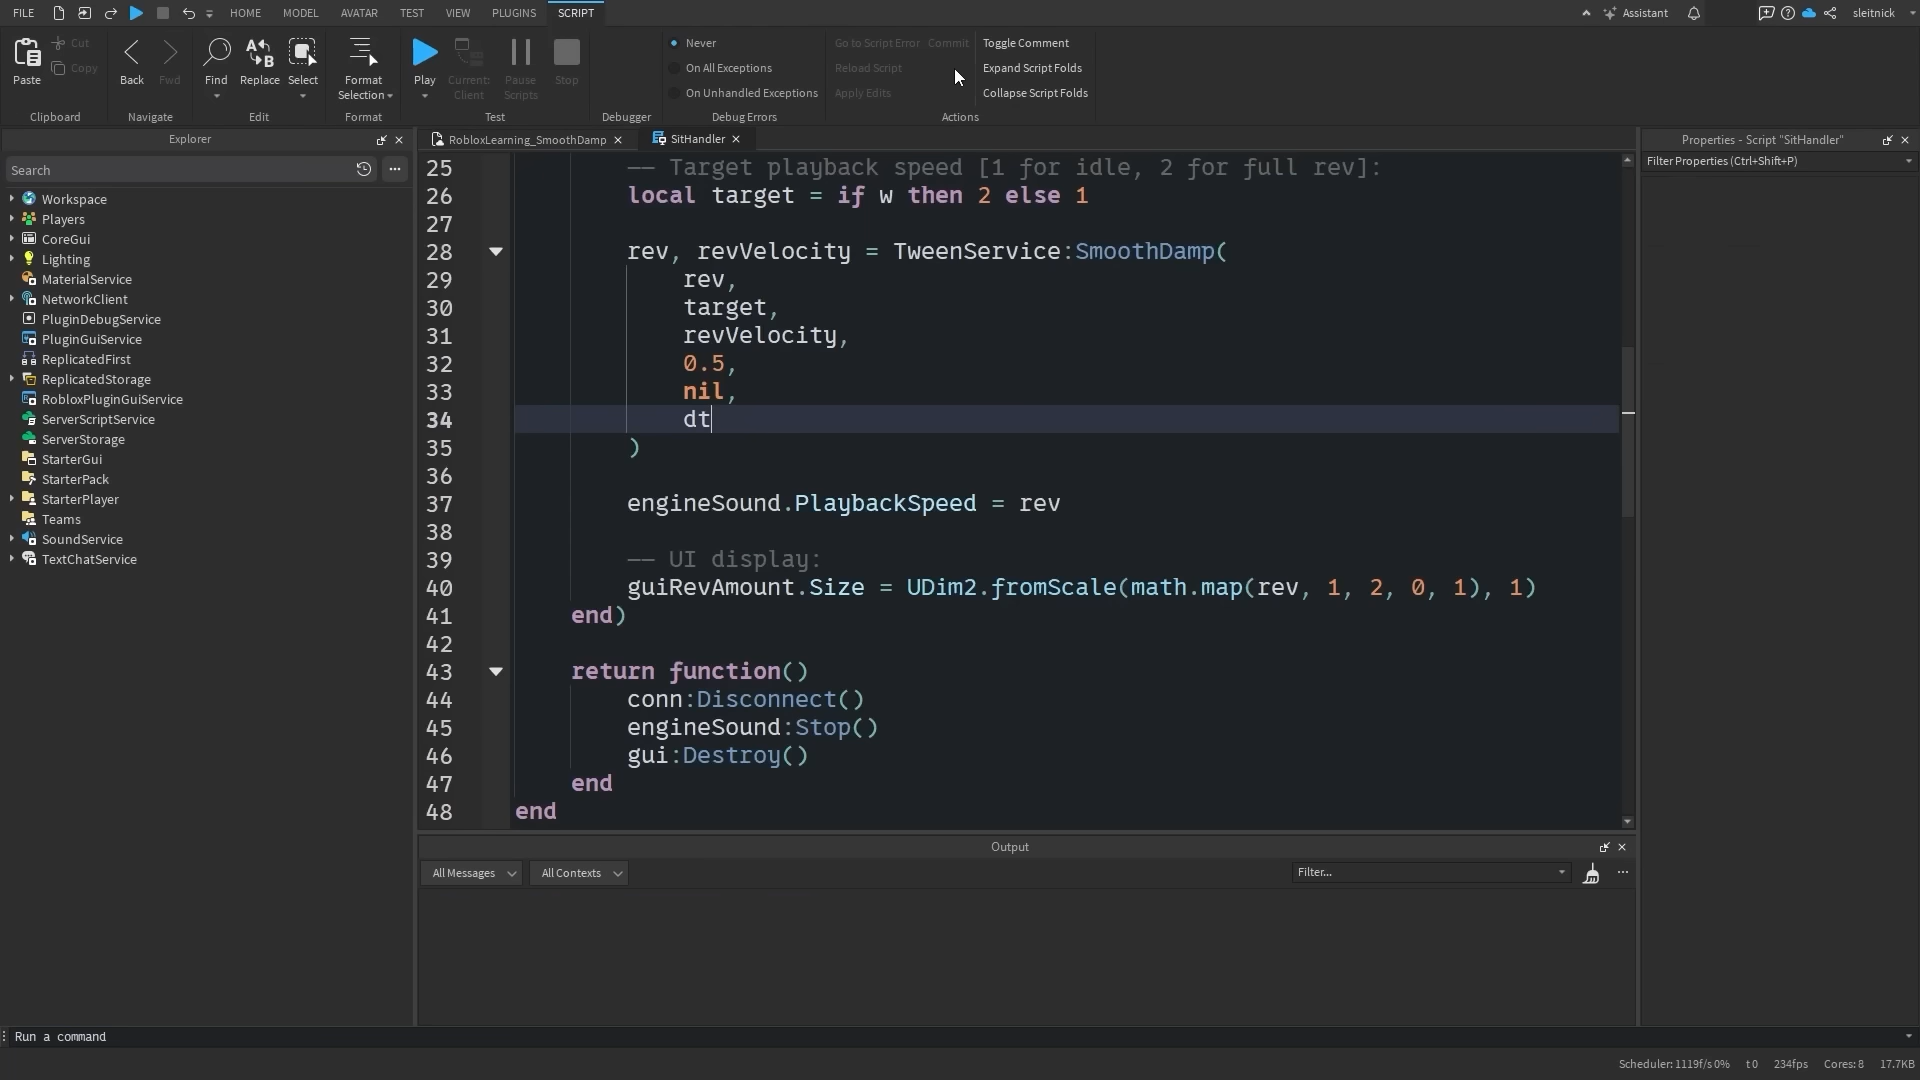 FILE HOME MODEL AVATAR TEST VIEW PLUGINS SCRIPT Assistant sleitnick
Paste Cut Copy
Clipboard
Back Fwd
Navigate
Find Replace Select
Edit
Format Selection
Format
Play Current: Client Pause Scripts Stop
Test
Debugger
Never
On All Exceptions
On Unhandled Exceptions
Debug Errors
Go to Script Error Commit
Reload Script
Apply Edits
Toggle Comment
Expand Script Folds
Collapse Script Folds
Actions
Explorer
Search
Workspace
Players
CoreGui
Lighting
MaterialService
NetworkClient
PluginDebugService
PluginGuiService
ReplicatedFirst
ReplicatedStorage
RobloxPluginGuiService
ServerScriptService
ServerStorage
StarterGui
StarterPack
StarterPlayer
Teams
SoundService
TextChatService
RobloxLearning_SmoothDamp SitHandler
25 -- Target playback speed [1 for idle, 2 for full rev]:
26 local target = if w then 2 else 1
27
28 rev, revVelocity = TweenService:SmoothDamp(
29 rev,
30 target,
31 revVelocity,
32 0.5,
33 nil,
34 dt
35 )
36
37 engineSound.PlaybackSpeed = rev
38
39 -- UI display:
40 guiRevAmount.Size = UDim2.fromScale(math.map(rev, 1, 2, 0, 1), 1)
41 end)
42
43 return function()
44 conn:Disconnect()
45 engineSound:Stop()
46 gui:Destroy()
47 end
48 end
Output
All Messages All Contexts Filter...
Properties - Script "SitHandler"
Filter Properties (Ctrl+Shift+P)
Run a command
Scheduler: 1119f/s 0% t 0 234fps Cores: 8 17.7KB